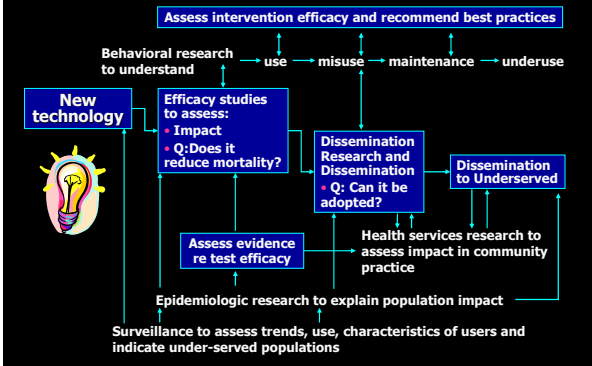 Assess intervention efficacy and recommend best practices
Behavioral research
to understand
use
misuse
maintenance
underuse
New
technology
Efficacy studies
to assess:
• Impact
• Q:Does it
reduce mortality?
Dissemination
Research and
Dissemination
• Q: Can it be
adopted?
Dissemination
to Underserved
Assess evidence
re test efficacy
Health services research to
assess impact in community
practice
Epidemiologic research to explain population impact
Surveillance to assess trends, use, characteristics of users and
indicate under-served populations